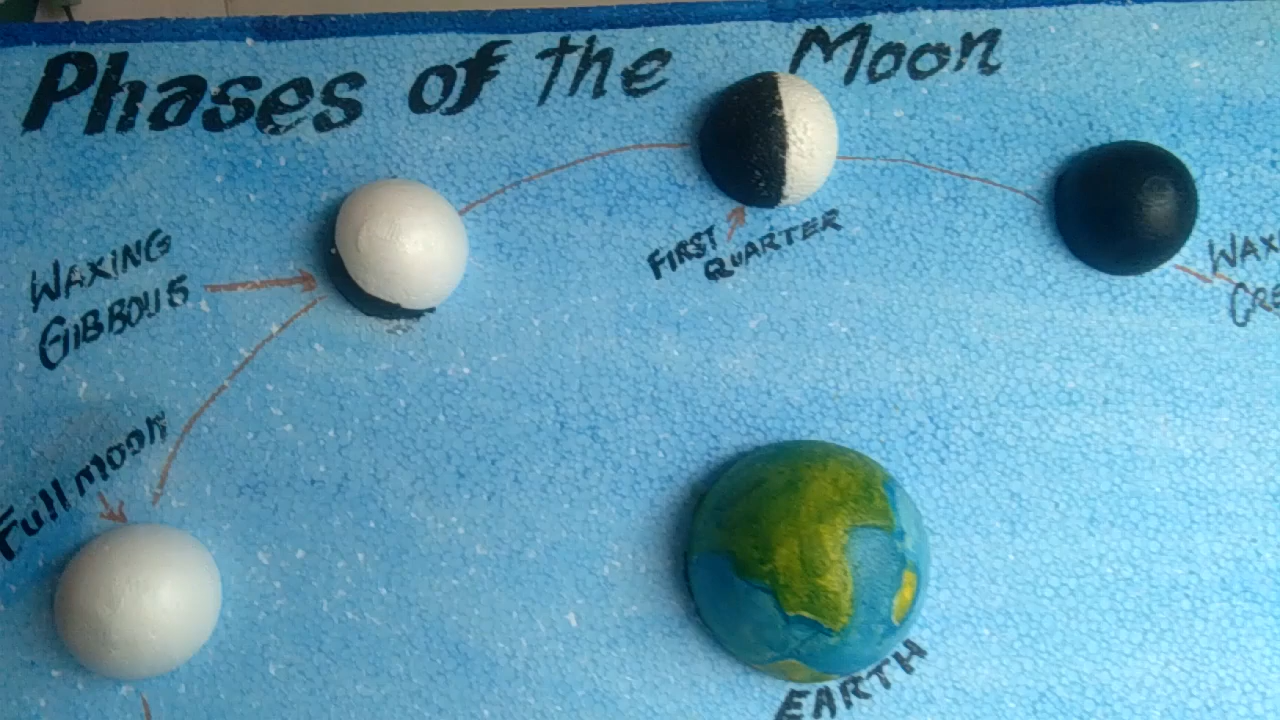 Phases of the Moon
WAXING
GIBBOUS
FIRST
QUARTER
Full moon
EARTH